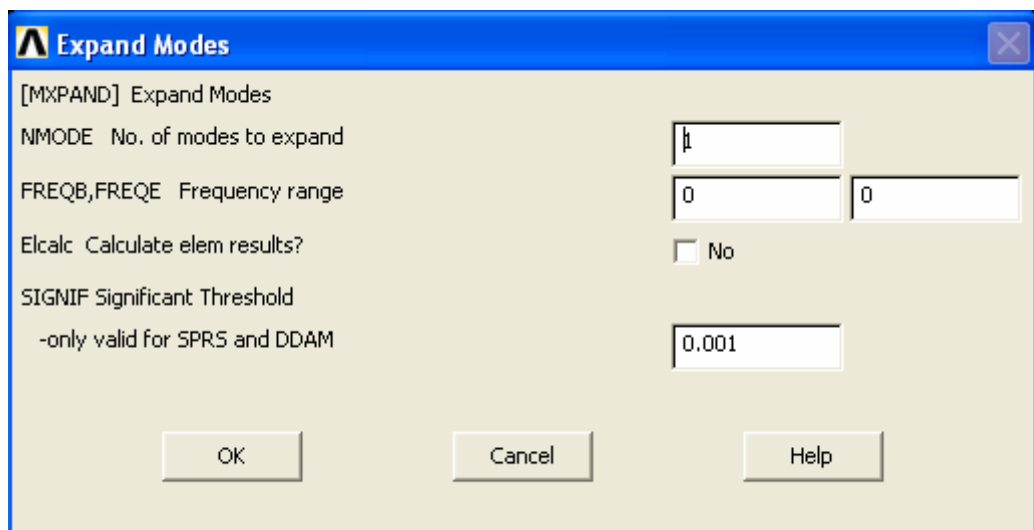 Expand Modes
[MXPAND] Expand Modes
NMODE No. of modes to expand 1
FREQB,FREQE Frequency range 0 0
Elcalc Calculate elem results? No
SIGNIF Significant Threshold
-only valid for SPRS and DDAM 0.001
OK Cancel Help